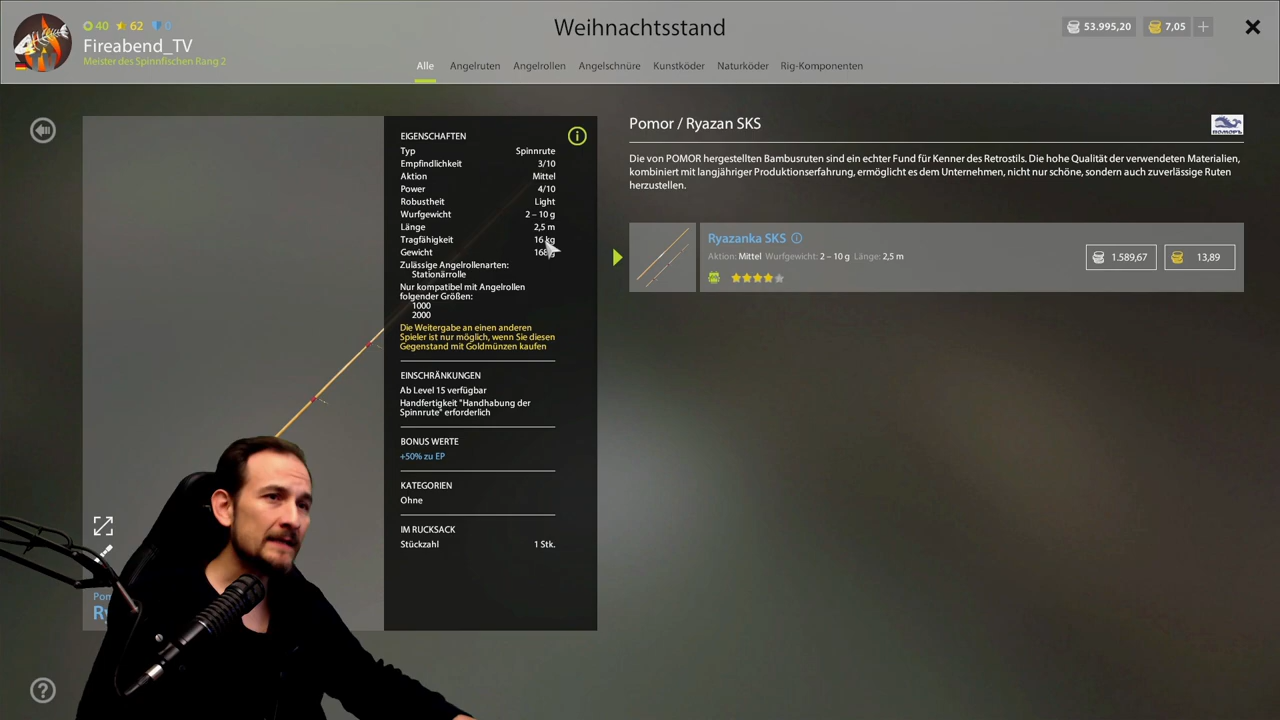 40 62 0
Fireabend_TV
Meister des Spinnfischen Rang 2
Weihnachtsstand
53.995,20 7,05
Alle Angelruten Angelrollen Angelschnüre Kunstköder Naturköder Rig-Komponenten
EIGENSCHAFTEN
Typ Spinnrute
Empfindlichkeit 3/10
Aktion Mittel
Power 4/10
Robustheit Light
Wurfgewicht 2 – 10 g
Länge 2,5 m
Tragfähigkeit 16 kg
Gewicht
Zulässige Angelrollenarten:
Stationärrolle
Nur kompatibel mit Angelrollen
folgender Größen:
1000
2000
Die Weitergabe an einen anderen
Spieler ist nur möglich, wenn Sie diesen
Gegenstand mit Goldmünzen kaufen
EINSCHRÄNKUNGEN
Ab Level 15 verfügbar
Handfertigkeit "Handhabung der
Spinnrute" erforderlich
BONUS WERTE
+50% zu EP
KATEGORIEN
Ohne
IM RUCKSACK
Stückzahl 1 Stk.
Pomor / Ryazan SKS
ПОМОРЪ
Die von POMOR hergestellten Bambusruten sind ein echter Fund für Kenner des Retrostils. Die hohe Qualität der verwendeten Materialien,
kombiniert mit langjähriger Produktionserfahrung, ermöglicht es dem Unternehmen, nicht nur schöne, sondern auch zuverlässige Ruten
herzustellen.
Ryazanka SKS
Aktion: Mittel Wurfgewicht: 2 – 10 g Länge: 2,5 m
1.589,67 13,89